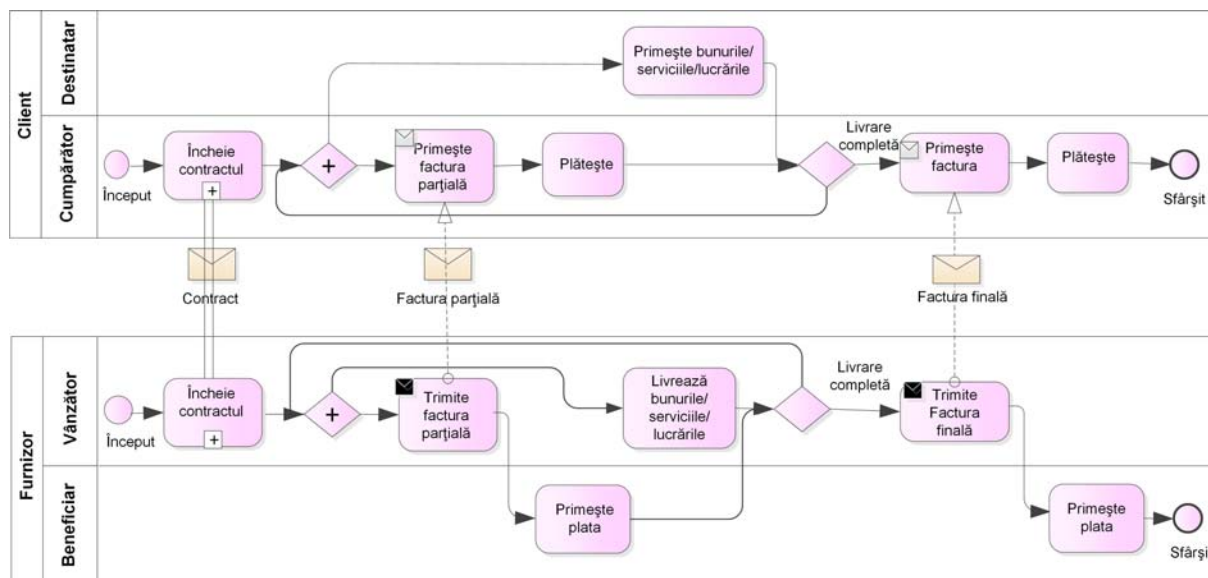 Client
Destinatar
Primeşte bunurile/
serviciile/lucrările
Cumpărător
Început
Încheie
contractul
Primeşte
factura
parţială
Plăteşte
Livrare
completă
Primeşte
factura
Plăteşte
Sfârşit
Contract
Factura parţială
Factura finală
Furnizor
Vânzător
Început
Încheie
contractul
Trimite
factura
parţială
Livrează
bunurile/
serviciile/
lucrările
Livrare
completă
Trimite
Factura
finală
Beneficiar
Primeşte
plata
Primeşte
plata
Sfârşi